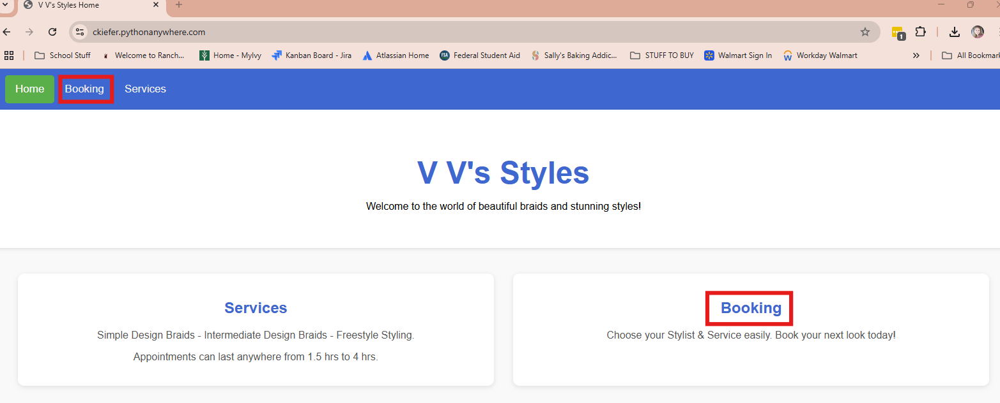 V V's Styles Home
ckiefer.pythonanywhere.com
1
School Stuff Welcome to Ranch... Home - MyIvy Kanban Board - Jira Atlassian Home FSA Federal Student Aid Sally's Baking Addic... STUFF TO BUY Walmart Sign In Workday Walmart » All Bookmark
Home Booking Services
V V's Styles
Welcome to the world of beautiful braids and stunning styles!
Services
Simple Design Braids - Intermediate Design Braids - Freestyle Styling.
Appointments can last anywhere from 1.5 hrs to 4 hrs.
Booking
Choose your Stylist & Service easily. Book your next look today!